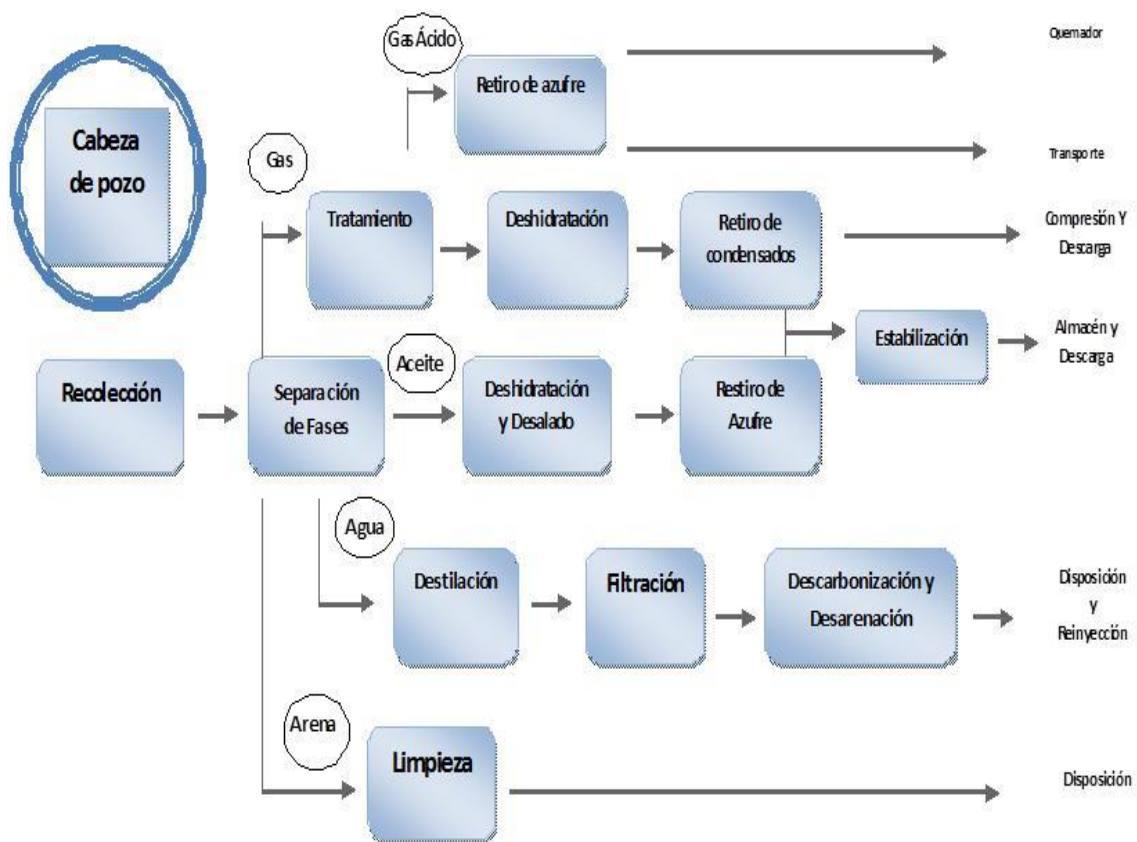 Gas Ácido
Quemador
Retiro de azufre
Cabeza
de pozo
Gas
Transporte
Tratamiento
Deshidratación
Retiro de
condensados
Compresión Y
Descarga
Estabilización
Almacén y
Descarga
Recolección
Separación
de Fases
Aceite
Deshidratación
y Desalado
Restiro de
Azufre
Agua
Destilación
Filtración
Descarbonización y
Desarenación
Disposición
y
Reinyección
Arena
Limpieza
Disposición